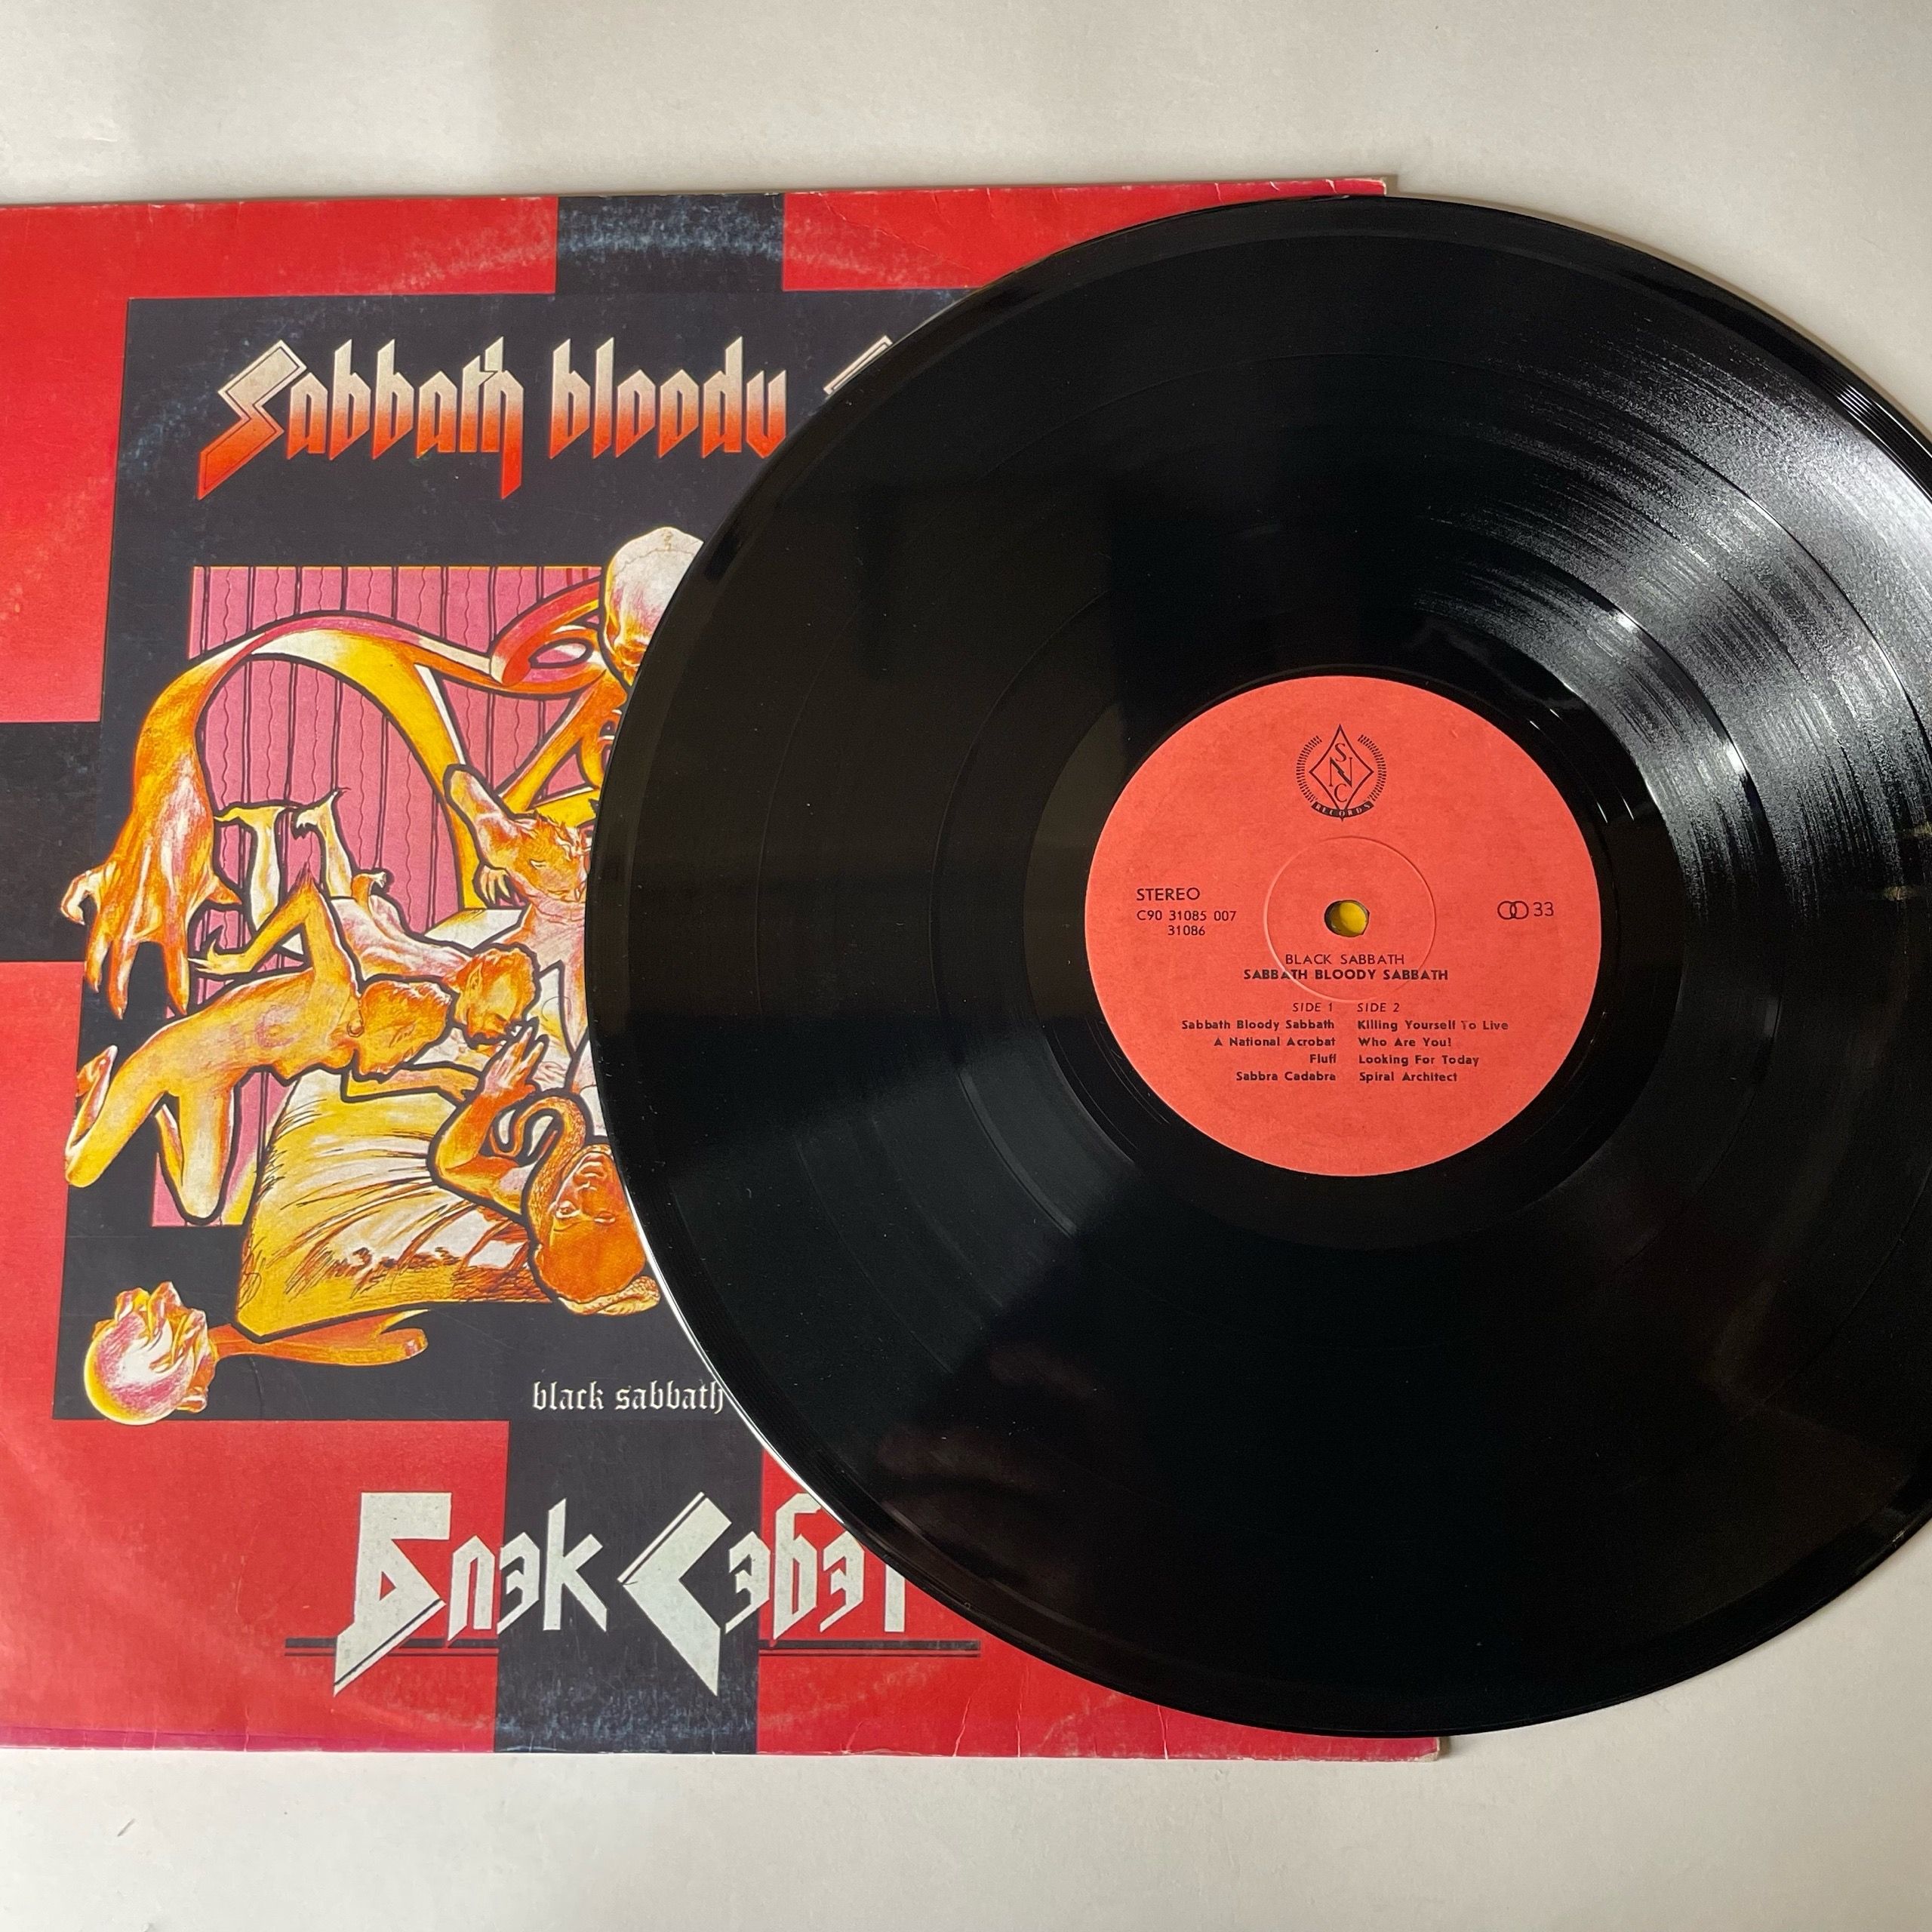 Sabbath bloody
black sabbath
Блэк Сэбэт
S
N
C
RECORDS
STEREO
C90 31085 007
31086
33
BLACK SABBATH
SABBATH BLOODY SABBATH
SIDE 1 SIDE 2
Sabbath Bloody Sabbath Killing Yourself To Live
A National Acrobat Who Are You!
Fluff Looking For Today
Sabbra Cadabra Spiral Architect